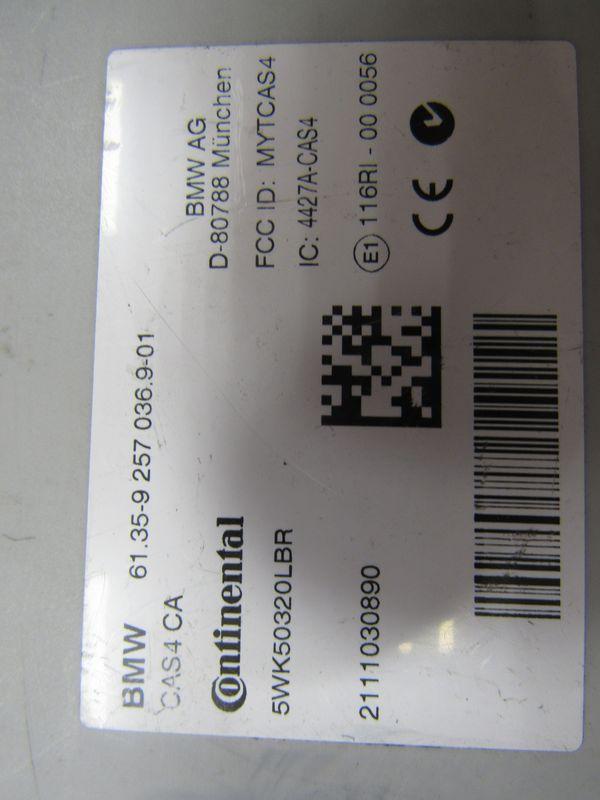 BMW 61.35-9 257 036.9-01
CAS4 CA
Continental
5WK50320LBR
2111030890
BMW AG
D-80788 München
FCC ID: MYTCAS4
IC: 4427A-CAS4
E1 116RI - 00 0056
CE